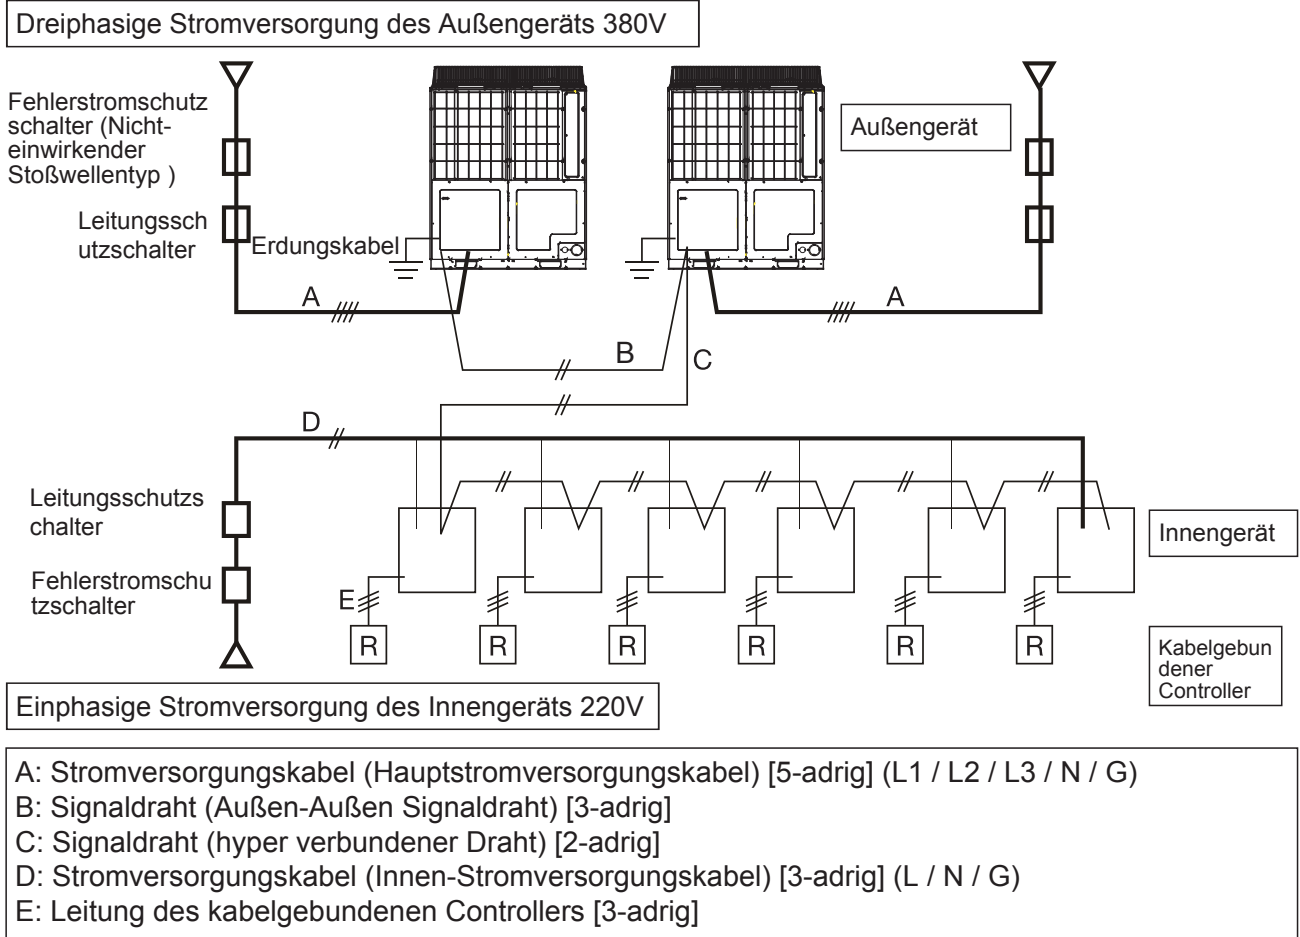 Dreiphasige Stromversorgung des Außengeräts 380V
Fehlerstromschutz
schalter (Nicht-
einwirkender
Stoßwellentyp )
Leitungssch
utzschalter
Erdungskabel
Außengerät
A
A
B
C
D
Leitungsschutzs
chalter
Fehlerstromschu
tzschalter
Innengerät
E
R
R
R
R
R
R
Kabelgebun
dener
Controller
Einphasige Stromversorgung des Innengeräts 220V
A: Stromversorgungskabel (Hauptstromversorgungskabel) [5-adrig] (L1 / L2 / L3 / N / G)
B: Signaldraht (Außen-Außen Signaldraht) [3-adrig]
C: Signaldraht (hyper verbundener Draht) [2-adrig]
D: Stromversorgungskabel (Innen-Stromversorgungskabel) [3-adrig] (L / N / G)
E: Leitung des kabelgebundenen Controllers [3-adrig]